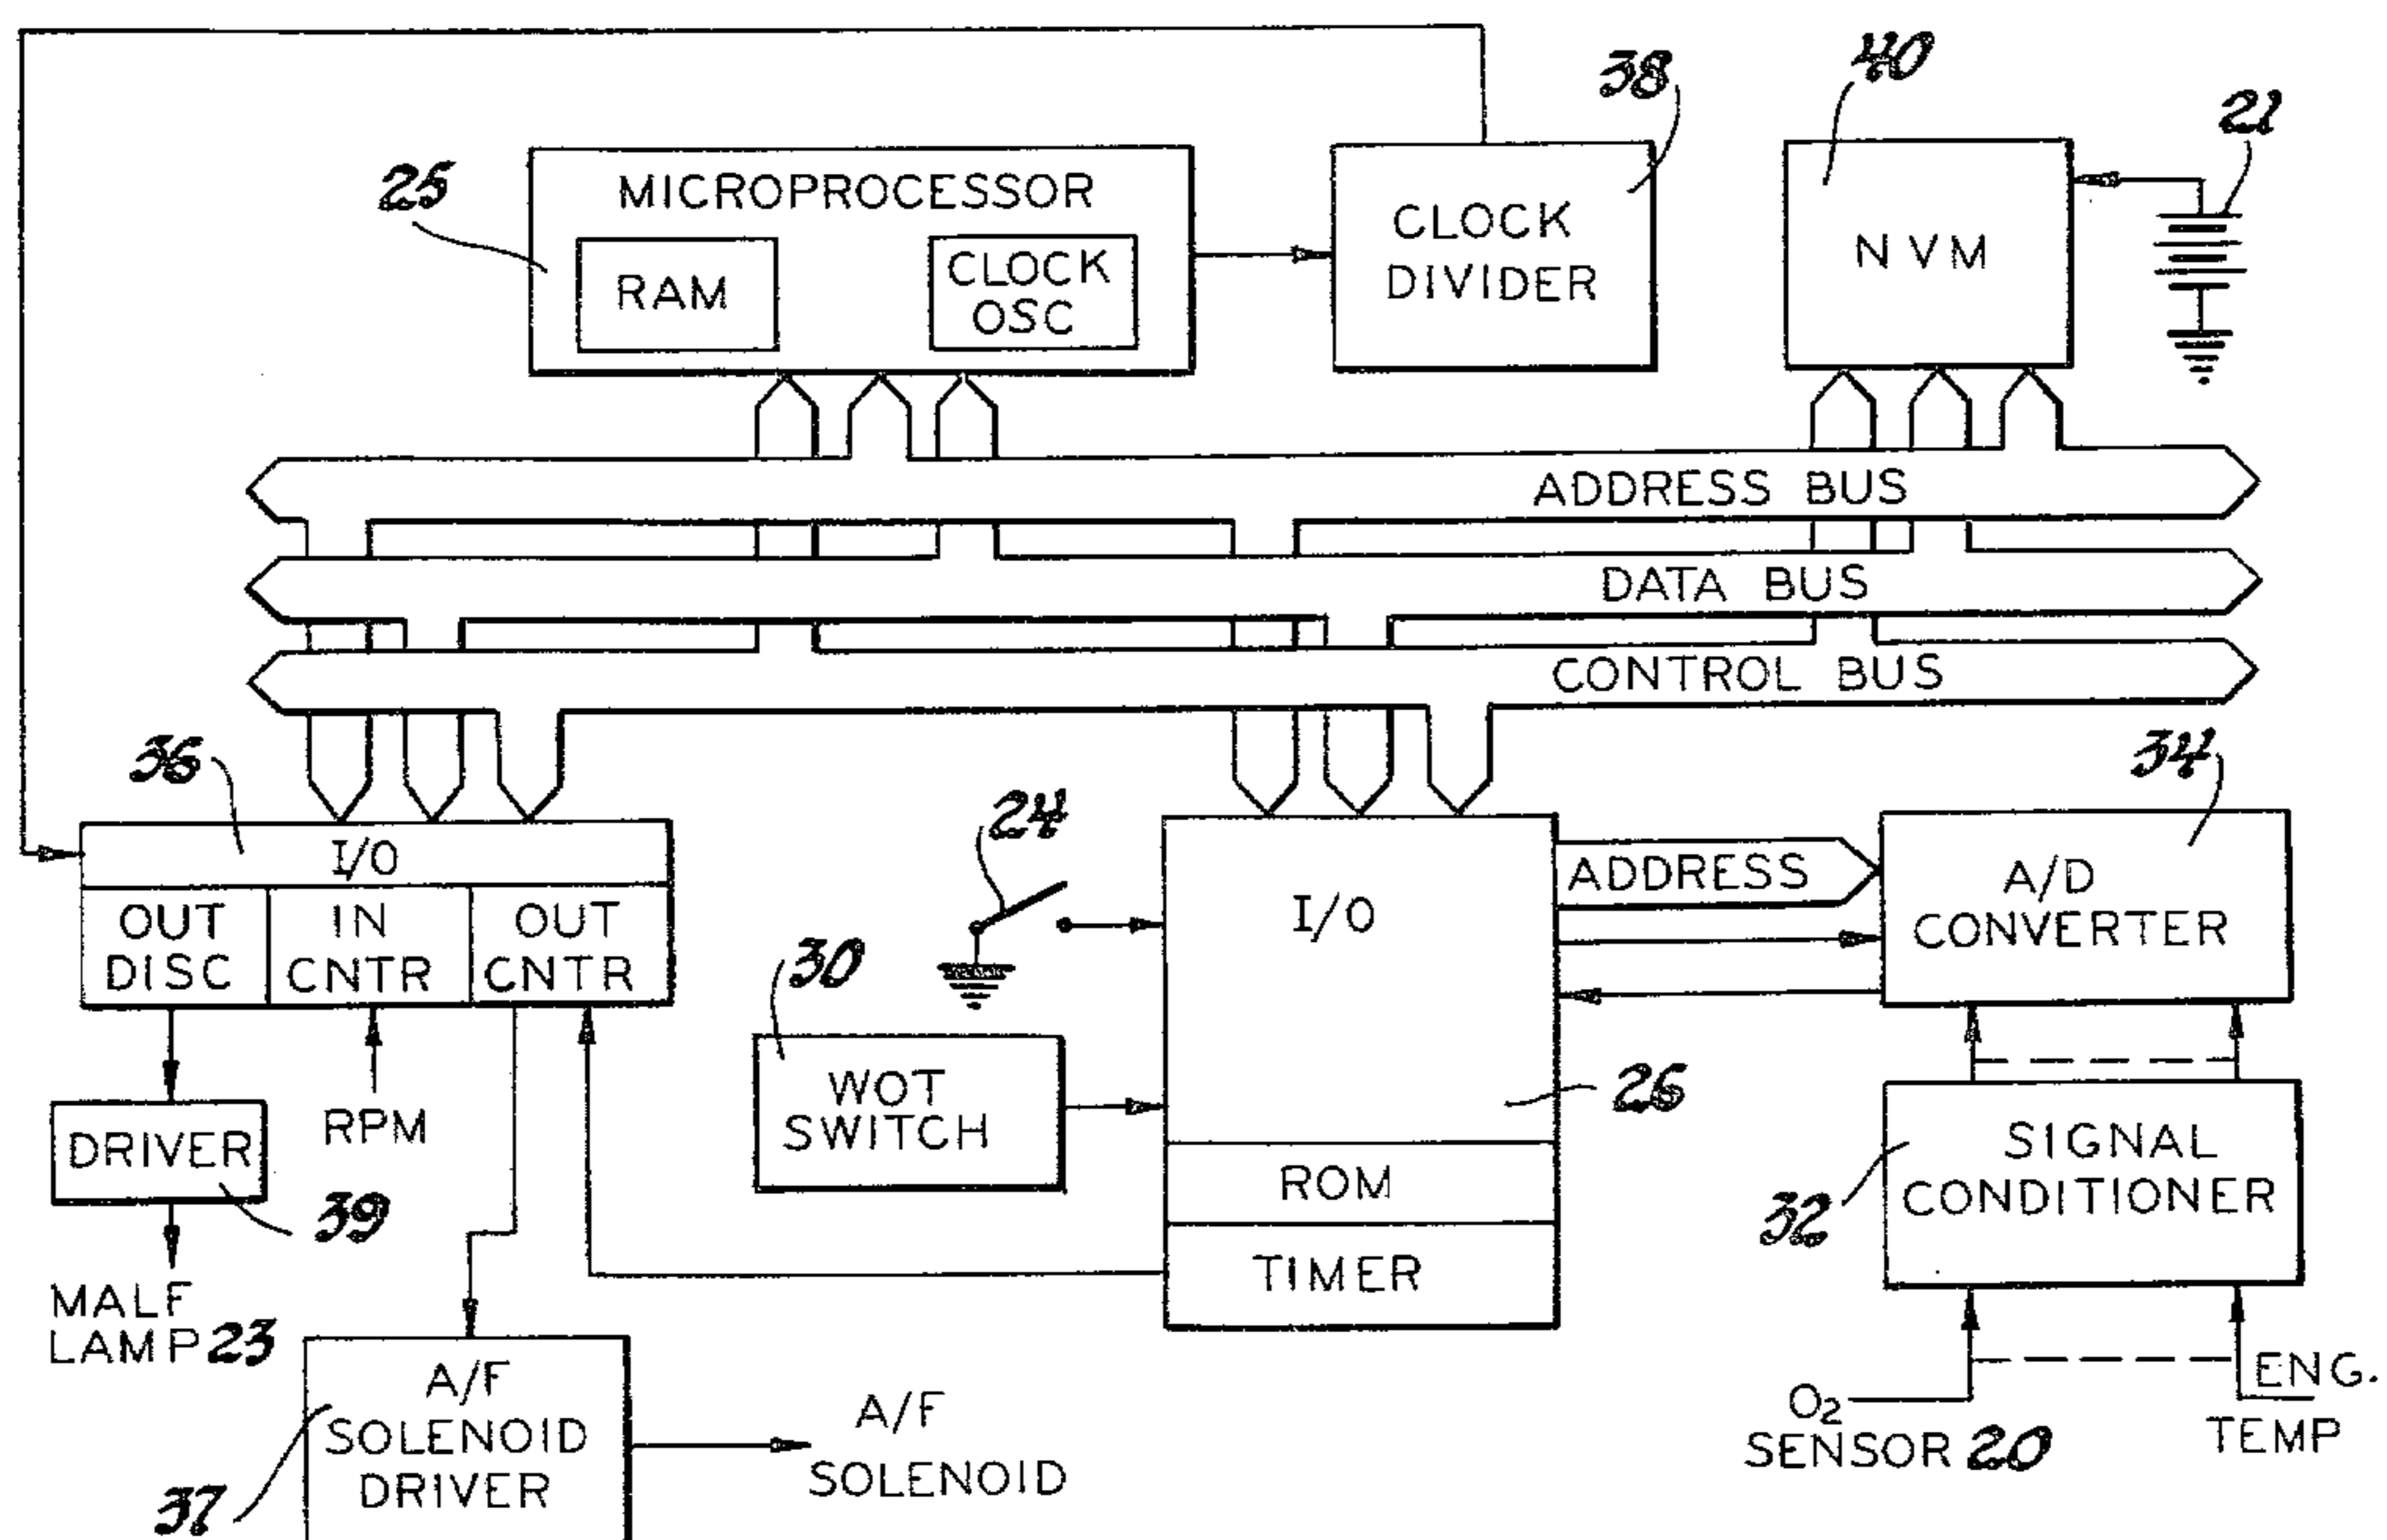 38
40
21
25
MICROPROCESSOR
RAM
CLOCK
OSC
CLOCK
DIVIDER
NVM
ADDRESS BUS
DATA BUS
CONTROL BUS
36
I/O
OUT
DISC
IN
CNTR
OUT
CNTR
24
30
WOT
SWITCH
I/O
ADDRESS
34
A/D
CONVERTER
26
ROM
TIMER
DRIVER
39
RPM
MALF
LAMP 23
A/F
SOLENOID
DRIVER
37
A/F
SOLENOID
SIGNAL
CONDITIONER
32
O2
SENSOR 20
ENG.
TEMP